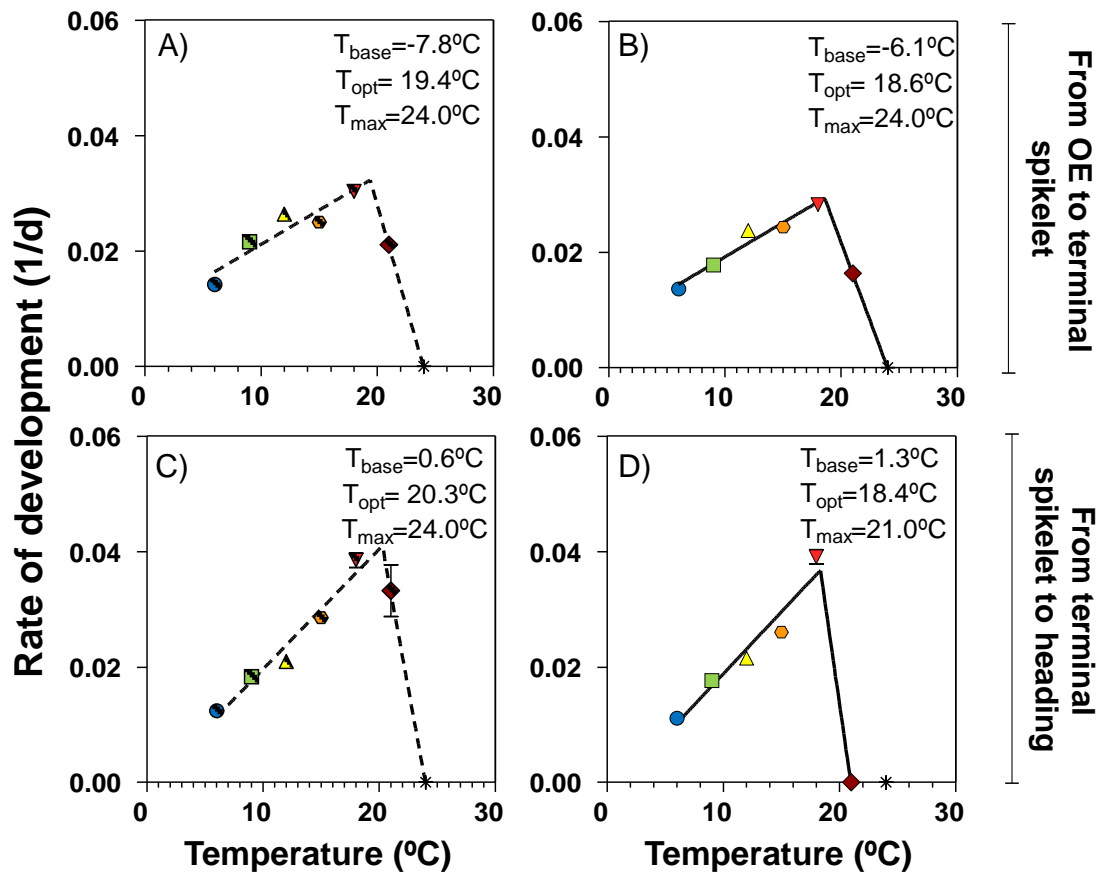 Rate of development (1/d)
A)
T_base=-7.8ºC
T_opt= 19.4ºC
T_max=24.0ºC
0.06
0.04
0.02
0.00
0 10 20 30
B)
T_base=-6.1ºC
T_opt= 18.6ºC
T_max=24.0ºC
0.06
0.04
0.02
0.00
0 10 20 30
From OE to terminal
spikelet
C)
T_base=0.6ºC
T_opt= 20.3ºC
T_max=24.0ºC
0.06
0.04
0.02
0.00
0 10 20 30
Temperature (ºC)
D)
T_base=1.3ºC
T_opt=18.4ºC
T_max=21.0ºC
0.06
0.04
0.02
0.00
0 10 20 30
Temperature (ºC)
From terminal
spikelet to heading